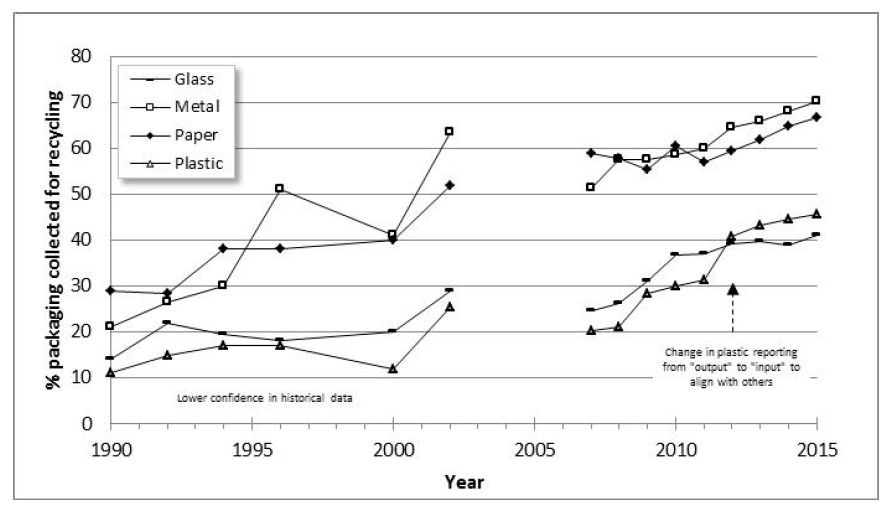 80
70
60
50
40
30
20
10
0
% packaging collected for recycling
Glass
Metal
Paper
Plastic
Lower confidence in historical data
Change in plastic reporting
from "output" to "input" to
align with others
1990
1995
2000
2005
2010
2015
Year